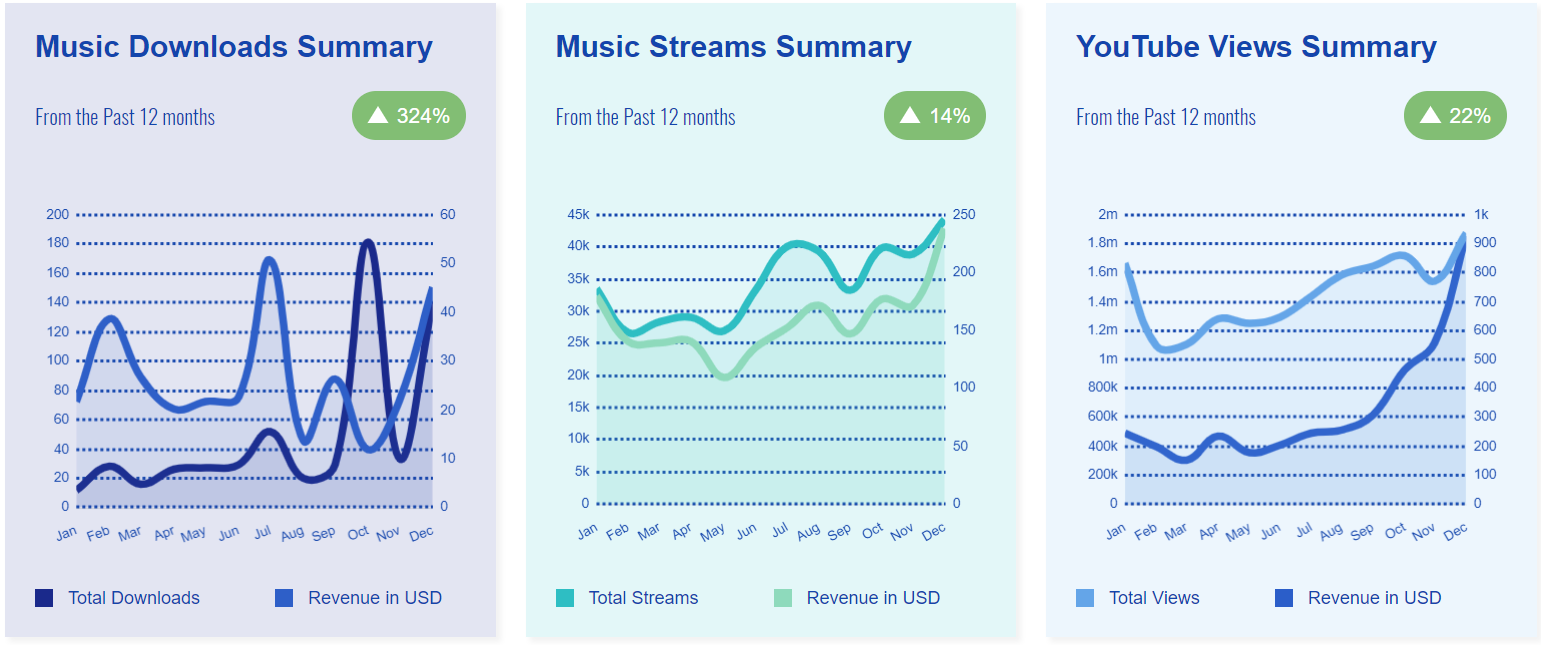 Music Downloads Summary
From the Past 12 months
324%
200
180
160
140
120
100
80
60
40
20
0
60
50
40
30
20
10
0
Jan Feb Mar Apr May Jun Jul Aug Sep Oct Nov Dec
Total Downloads Revenue in USD
Music Streams Summary
From the Past 12 months
14%
45k
40k
35k
30k
25k
20k
15k
10k
5k
0
250
200
150
100
50
0
Jan Feb Mar Apr May Jun Jul Aug Sep Oct Nov Dec
Total Streams Revenue in USD
YouTube Views Summary
From the Past 12 months
22%
2m
1.8m
1.6m
1.4m
1.2m
1m
800k
600k
400k
200k
0
1k
900
800
700
600
500
400
300
200
100
0
Jan Feb Mar Apr May Jun Jul Aug Sep Oct Nov Dec
Total Views Revenue in USD